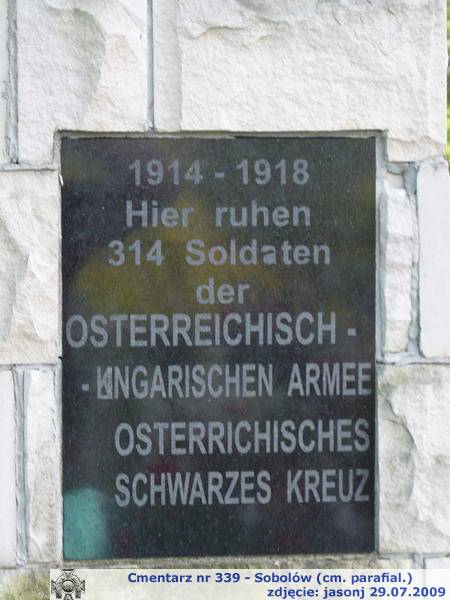 1914 - 1918
Hier ruhen
314 Soldaten
der
OSTERREICHISCH -
- UNGARISCHEN ARMEE
OSTERRICHISCHES
SCHWARZES KREUZ
Cmentarz nr 339 - Sobolów (cm. parafial.)
zdjęcie: jasonj 29.07.2009